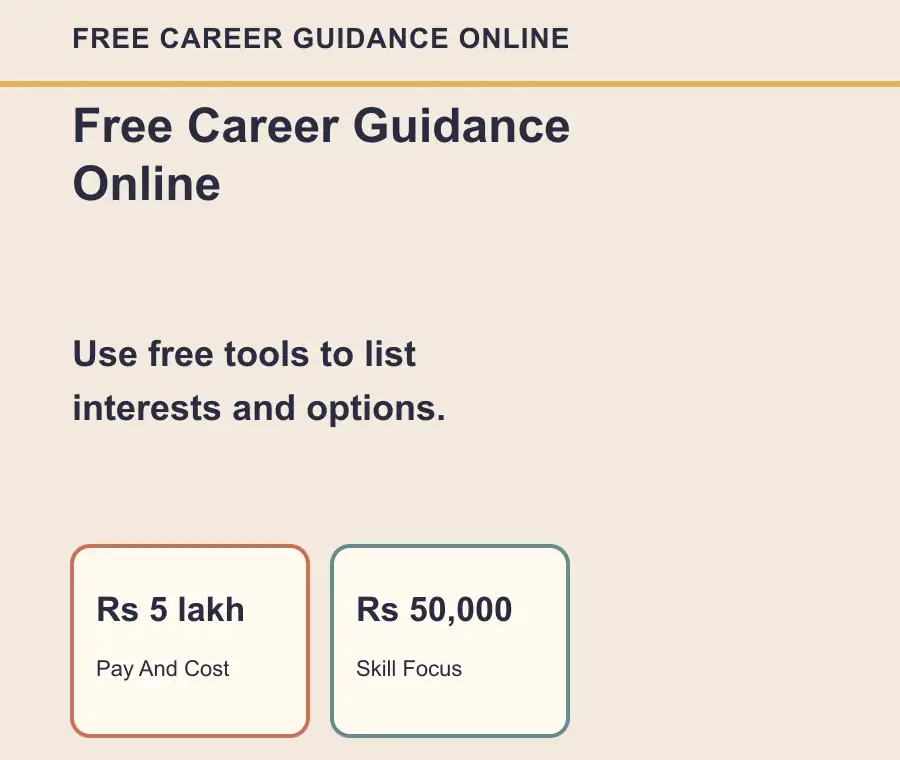 FREE CAREER GUIDANCE ONLINE
Free Career Guidance
Online
Use free tools to list
interests and options.
Rs 5 lakh
Pay And Cost
Rs 50,000
Skill Focus